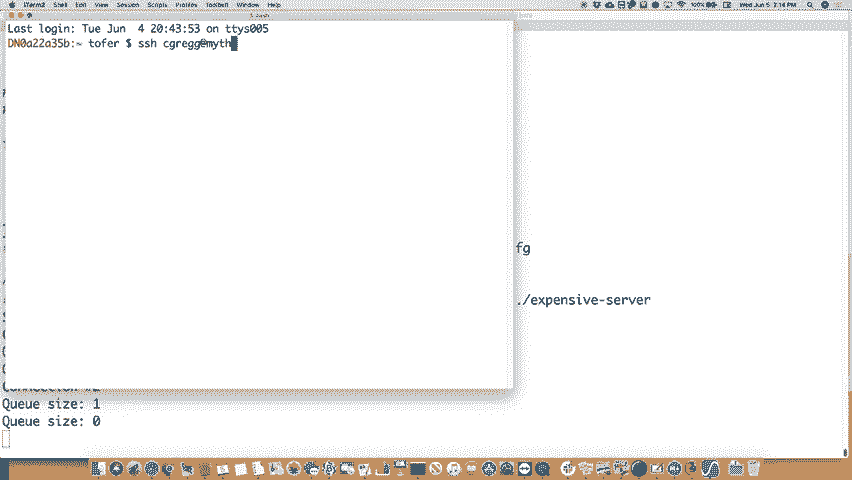 iTerm2 Shell Edit View Session Scripts Profiles Toolbelt Window Help 100% Wed Jun 5 2:14 PM
Last login: Tue Jun 4 20:43:53 on ttys005
DN0a22a35b:~ tofer $ ssh cgregg@myth
fg
./expensive-server
Queue size: 1
Queue size: 0